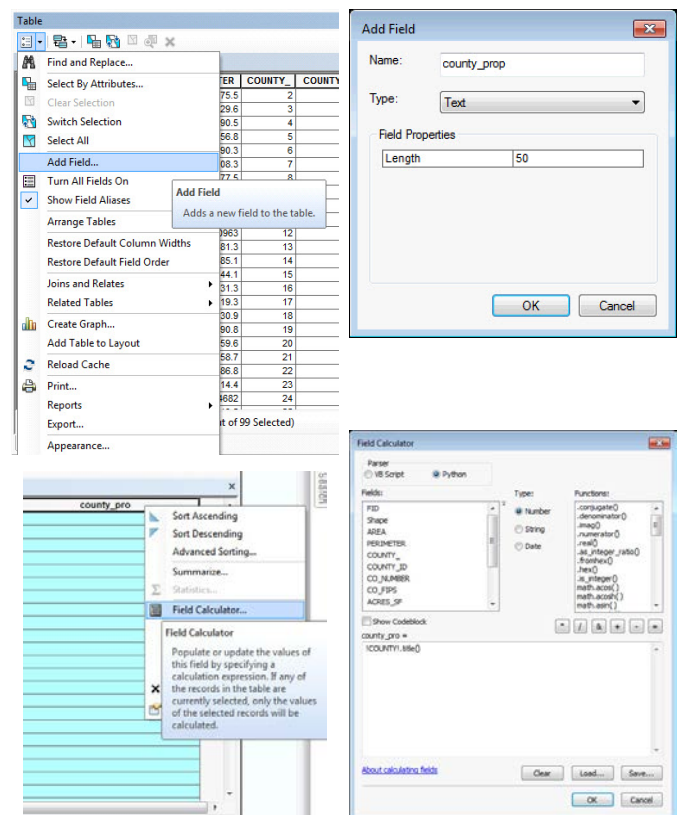 Table
Find and Replace...
Select By Attributes...
Clear Selection
Switch Selection
Select All
Add Field...
Turn All Fields On
Show Field Aliases
Arrange Tables
Restore Default Column Widths
Restore Default Field Order
Joins and Relates
Related Tables
Create Graph...
Add Table to Layout
Reload Cache
Print...
Reports
Export...
Appearance...
TER COUNTY_ COUNTY
75.5 2
29.6 3
90.5 4
56.8 5
90.3 6
08.3 7
77.5 8
Add Field
Adds a new field to the table.
0963 12
81.3 13
85.1 14
44.1 15
31.3 16
19.3 17
30.9 18
90.8 19
59.6 20
58.7 21
86.8 22
14.4 23
4682 24
t of 99 Selected)
Add Field
Name: county_prop
Type: Text
Field Properties
Length 50
OK Cancel
county_pro
Sort Ascending
Sort Descending
Advanced Sorting...
Summarize...
Statistics...
Field Calculator...
Field Calculator
Populate or update the values of
this field by specifying a
calculation expression. If any of
the records in the table are
currently selected, only the values
of the selected records will be
calculated.
Field Calculator
Parser
VB Script Python
Fields:
FID
Shape
AREA
PERIMETER
COUNTY_
COUNTY_ID
CO_NUMBER
CO_FIPS
ACRES_SF
Type:
Number
String
Date
Functions:
.conjugate()
.denominator()
.imag()
.numerator()
.real()
.as_integer_ratio()
.fromhex()
.hex()
.is_integer()
math.acos( )
math.acosh( )
math.asin( )
Show Codeblock
* / & + - =
county_pro =
!COUNTY!.title()
About calculating fields
Clear Load... Save...
OK Cancel